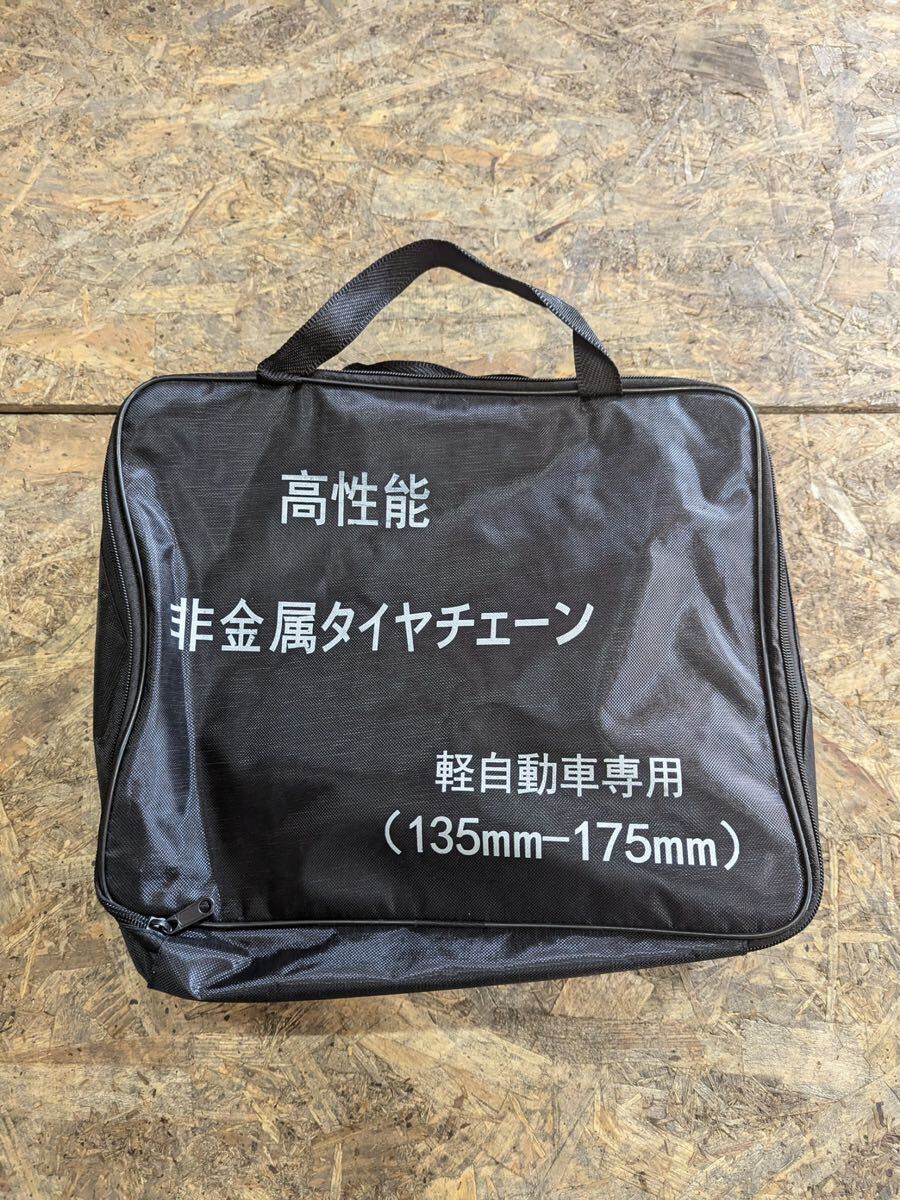 高性能
非金属タイヤチェーン
軽自動車専用
（135mm-175mm）